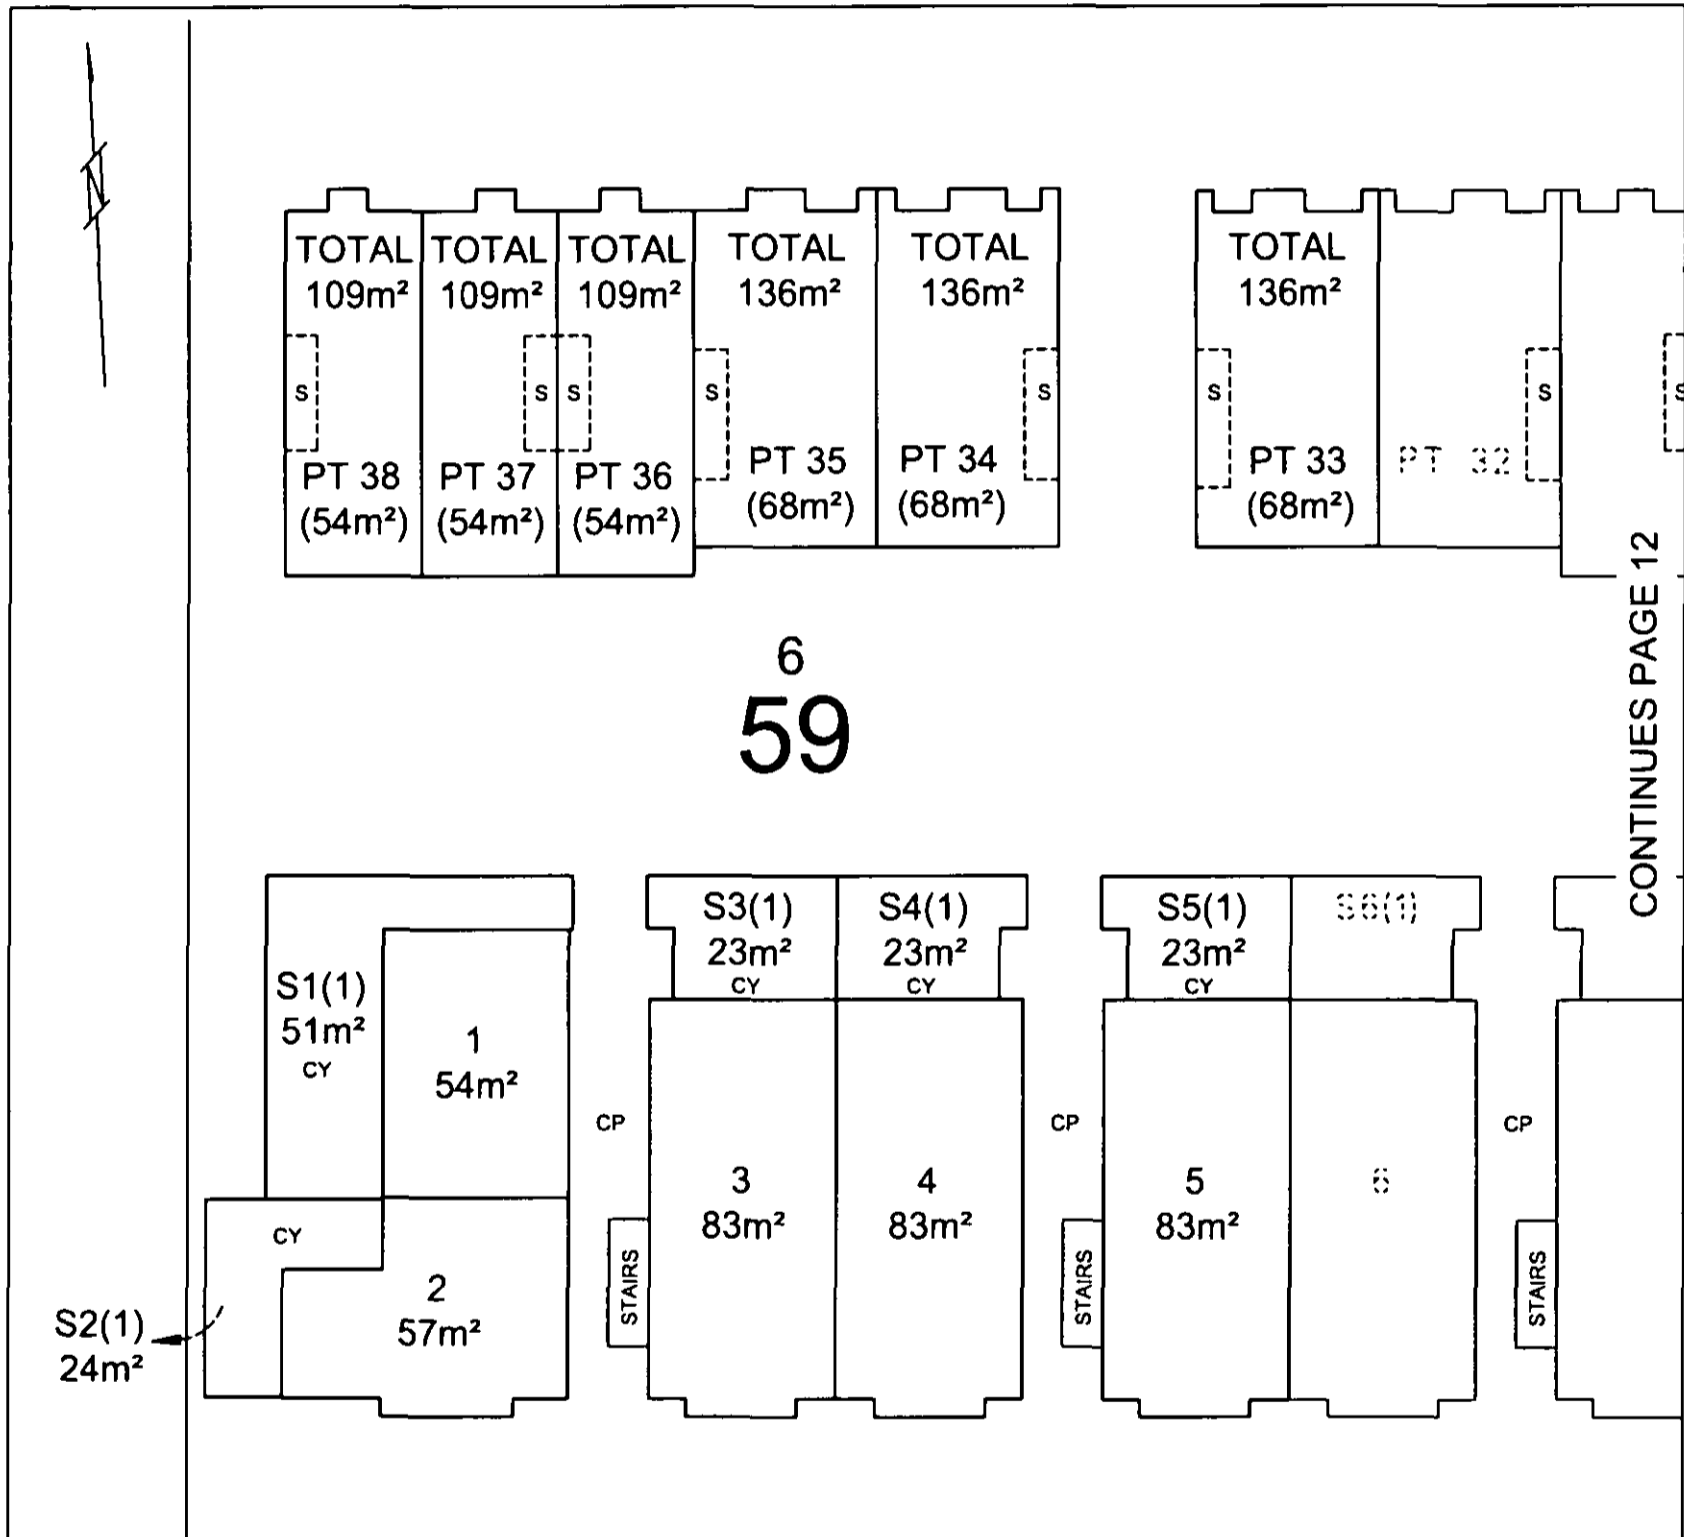 N
TOTAL
109m²
TOTAL
109m²
TOTAL
109m²
TOTAL
136m²
TOTAL
136m²
TOTAL
136m²
S
S
S
S
S
S
S
S
PT 38
(54m²)
PT 37
(54m²)
PT 36
(54m²)
PT 35
(68m²)
PT 34
(68m²)
PT 33
(68m²)
PT 32
CONTINUES PAGE 12
6
59
S1(1)
51m²
CY
1
54m²
S3(1)
23m²
CY
S4(1)
23m²
CY
S5(1)
23m²
CY
S6(1)
CP
CP
CP
3
83m²
4
83m²
5
83m²
6
CY
2
57m²
S2(1)
24m²
STAIRS
STAIRS
STAIRS